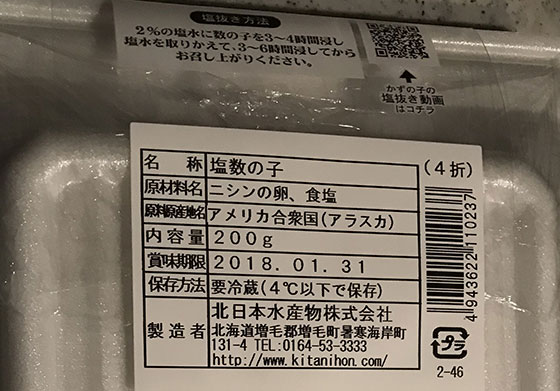 塩抜き方法
2%の塩水に数の子を3～4時間浸し
塩水を取りかえて、3～6時間浸してから
お召し上がりください。
かずの子の
塩抜き動画
はコチラ
名称 塩数の子 (4折)
原材料名 ニシンの卵、食塩
原料原産地名 アメリカ合衆国(アラスカ)
内容量 200g
賞味期限 2018.01.31
保存方法 要冷蔵(4℃以下で保存)
製造者 北日本水産物株式会社
北海道増毛郡増毛町暑寒海岸町
131-4 TEL:0164-53-3333
http://www.kitanihon.com/
4943622110237
プラ
2-46